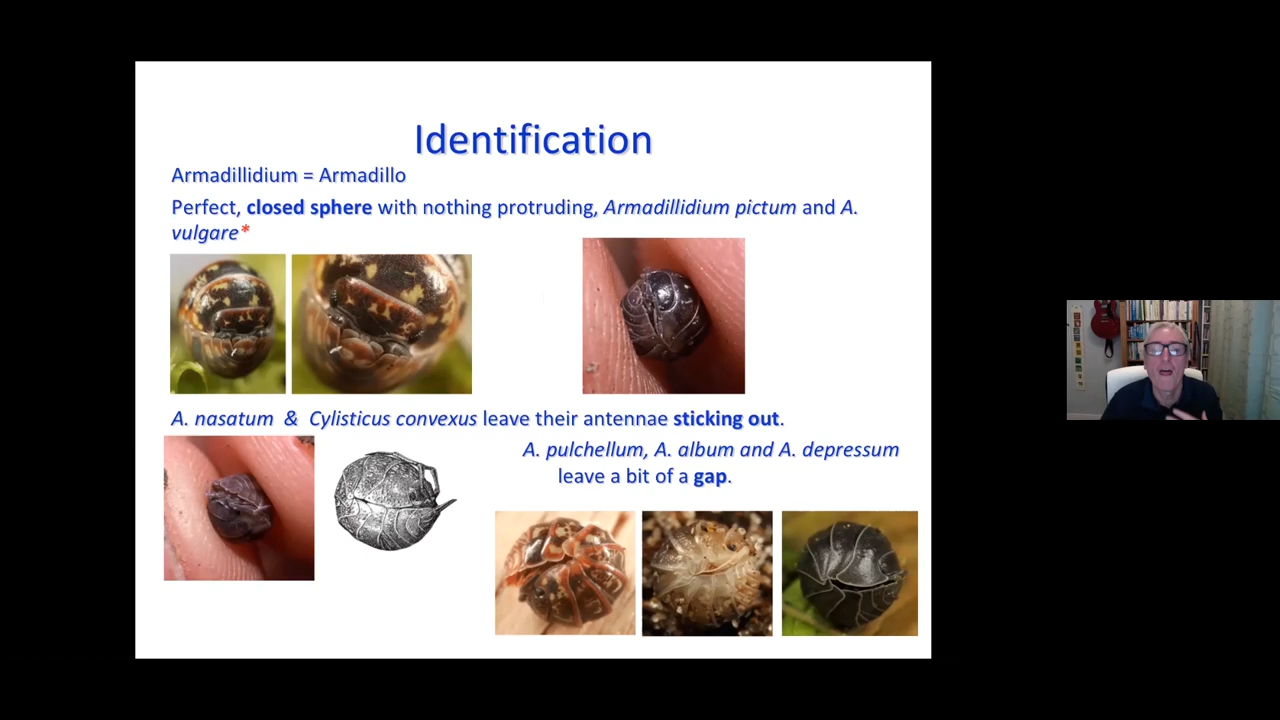 Identification
Armadillidium = Armadillo
Perfect, closed sphere with nothing protruding, Armadillidium pictum and A.
vulgare*
A. nasatum & Cylisticus convexus leave their antennae sticking out.
A. pulchellum, A. album and A. depressum
leave a bit of a gap.